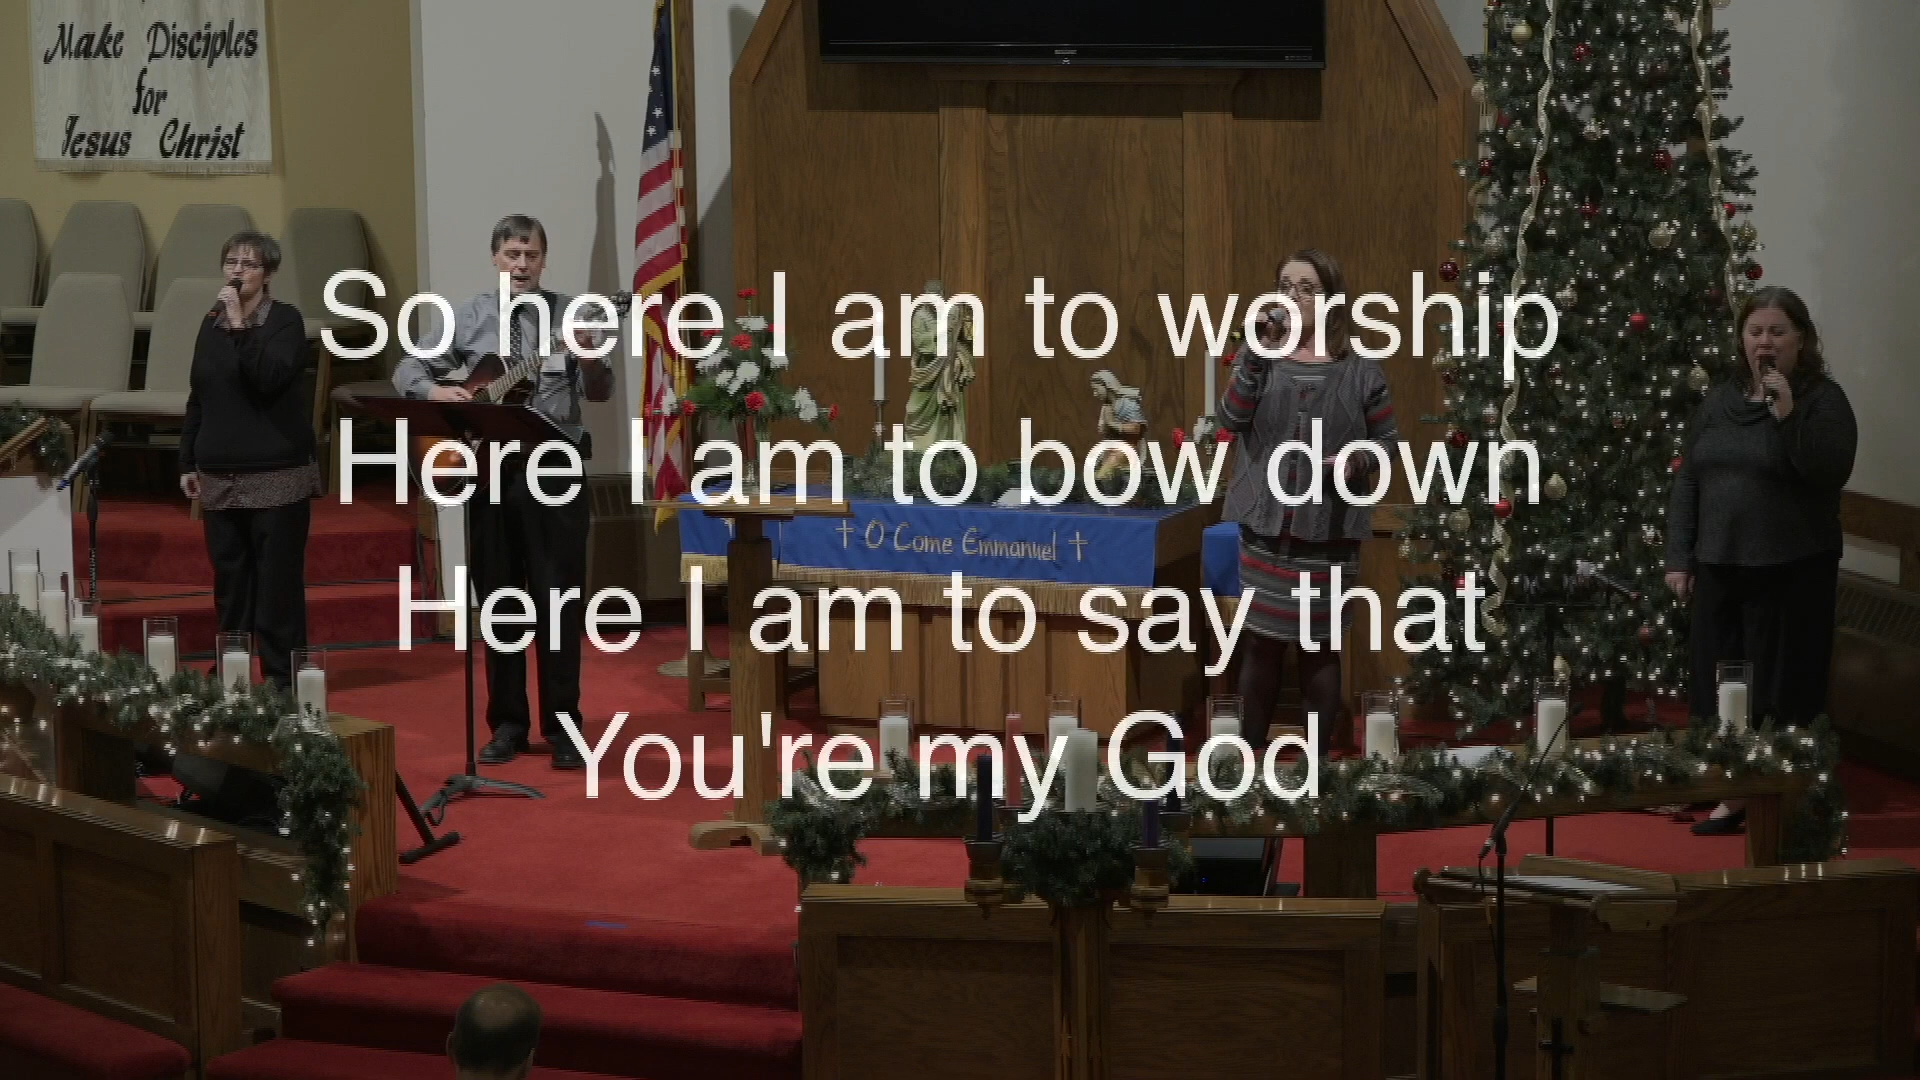 Make Disciples
for
Jesus Christ
So here I am to worship
Here I am to bow down
✝ O Come Emmanuel ✝
Here I am to say that
You're my God